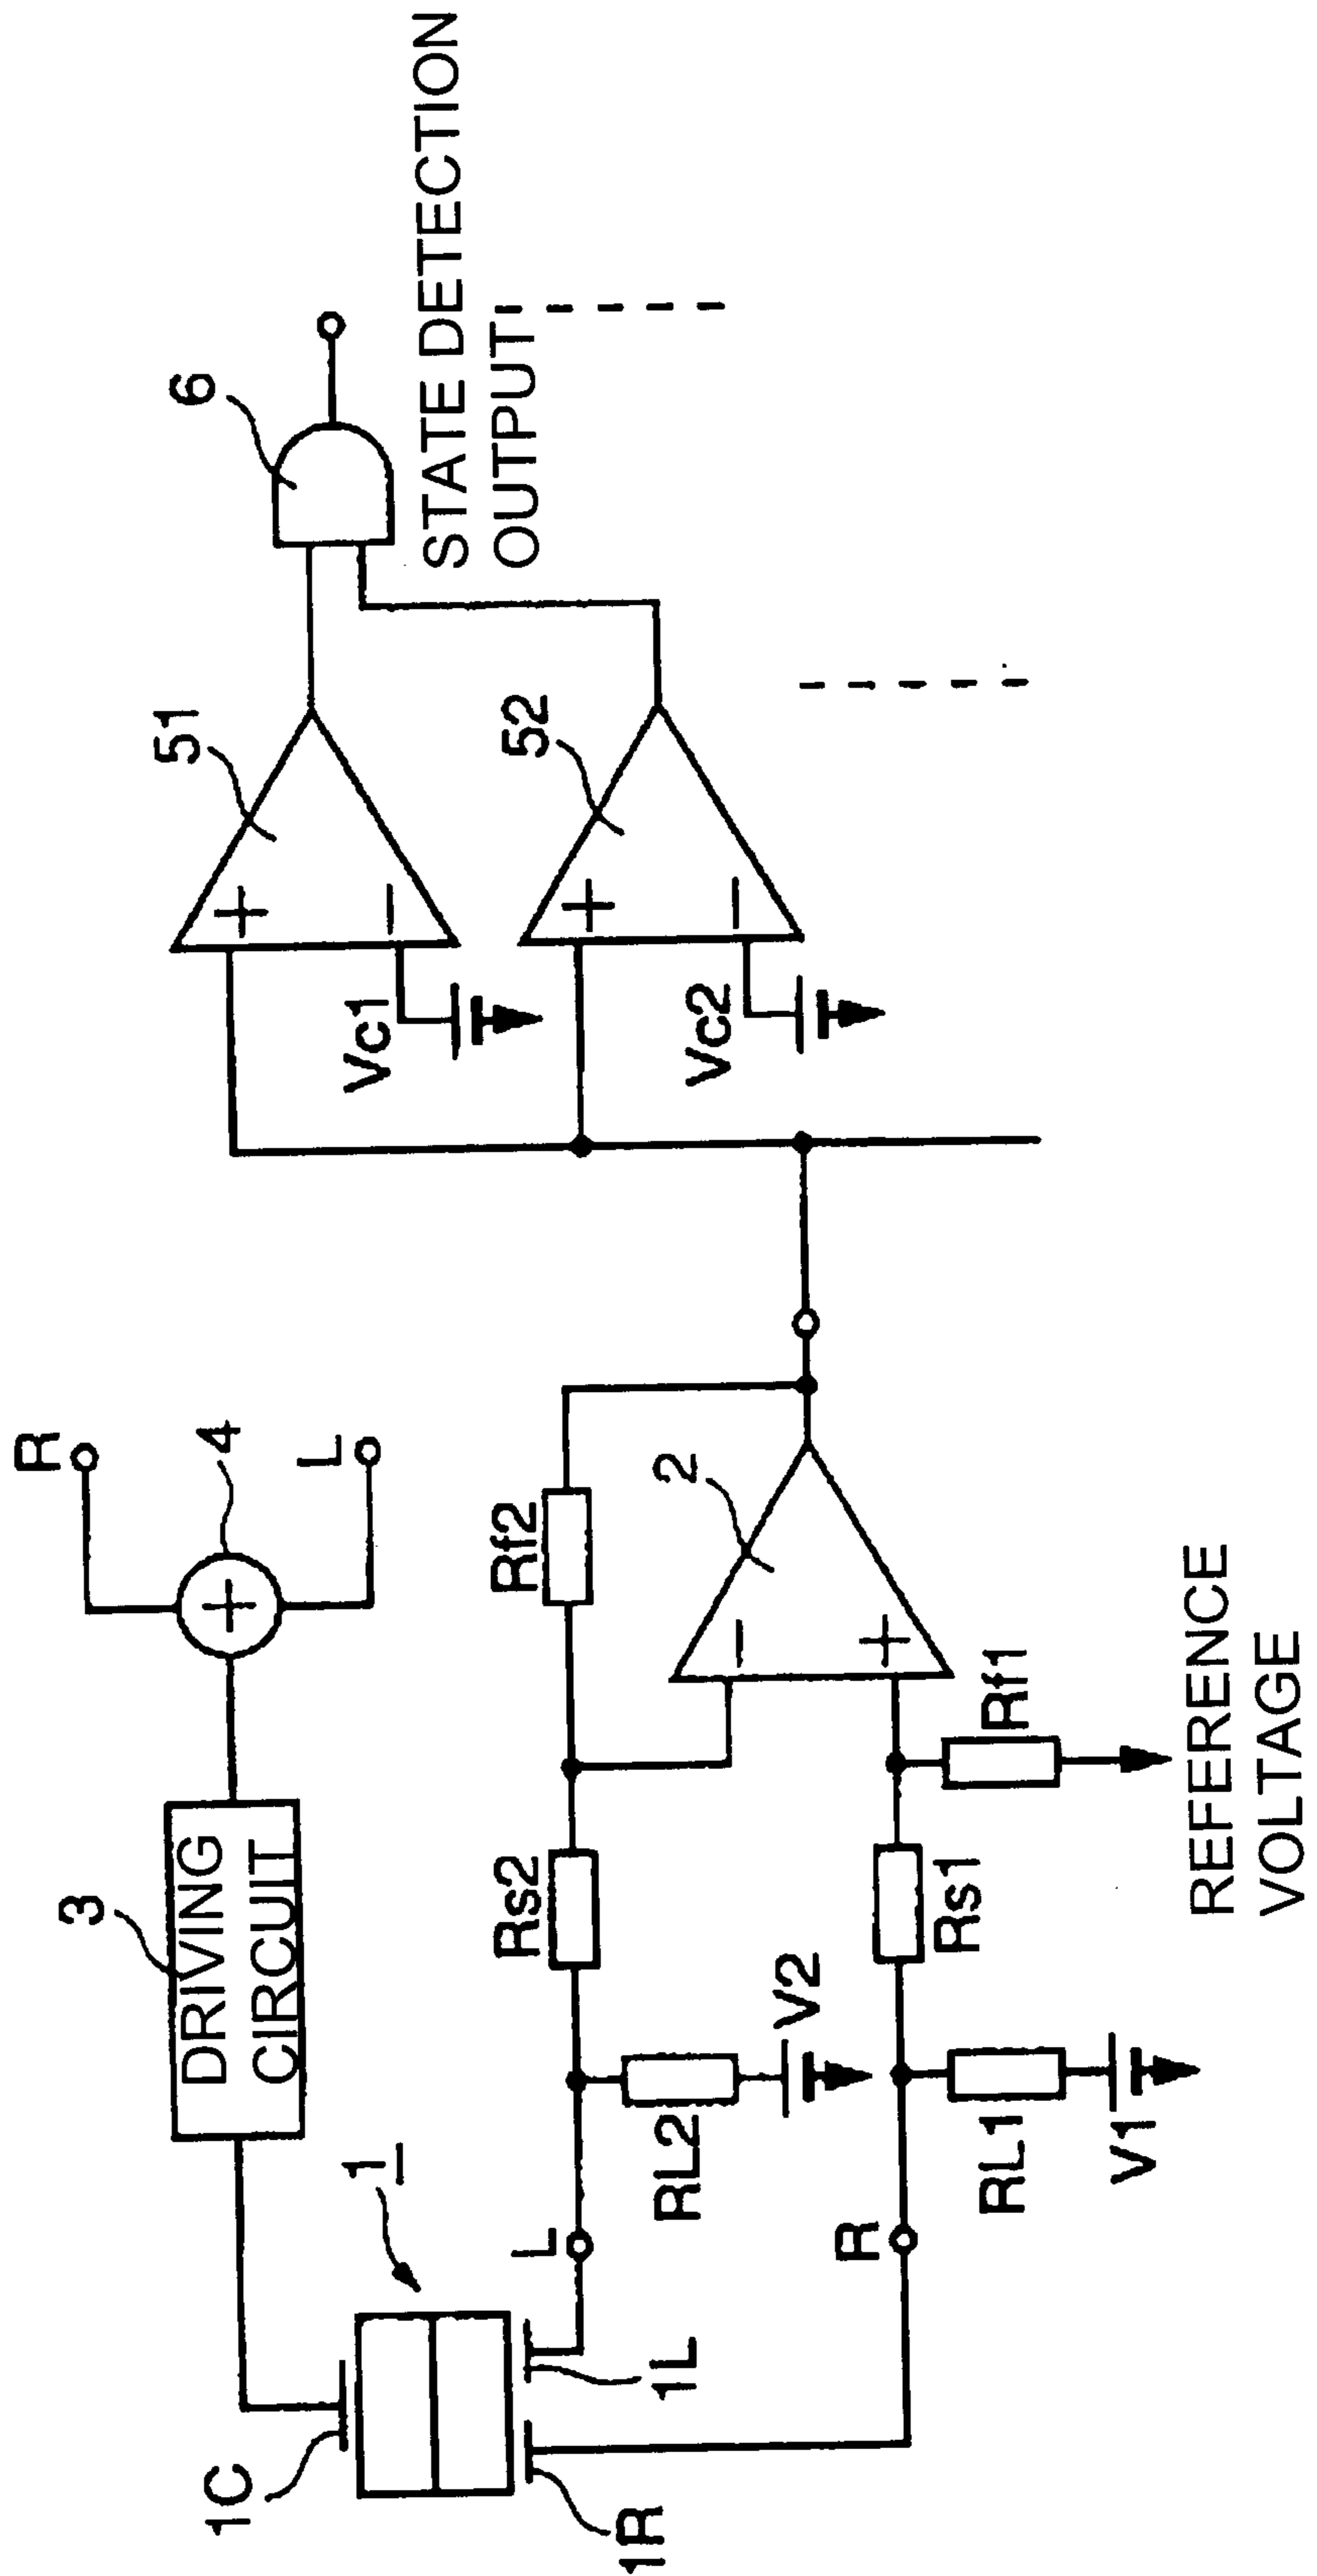 R
4
L
3
DRIVING
CIRCUIT
1C
1
1L
1R
L
R
RL2
V2
RL1
V1
Rs2
Rs1
Rf2
Rf1
2
−
+
+
REFERENCE
VOLTAGE
51
+
−
Vc1
52
+
−
Vc2
6
STATE DETECTION
OUTPUT